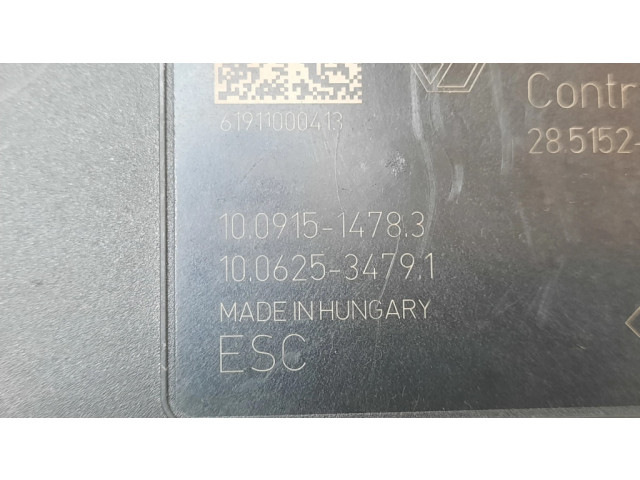 Contr
61911000413
28.5152-
10.0915-1478.3
10.0625-3479.1
MADE IN HUNGARY
ESC